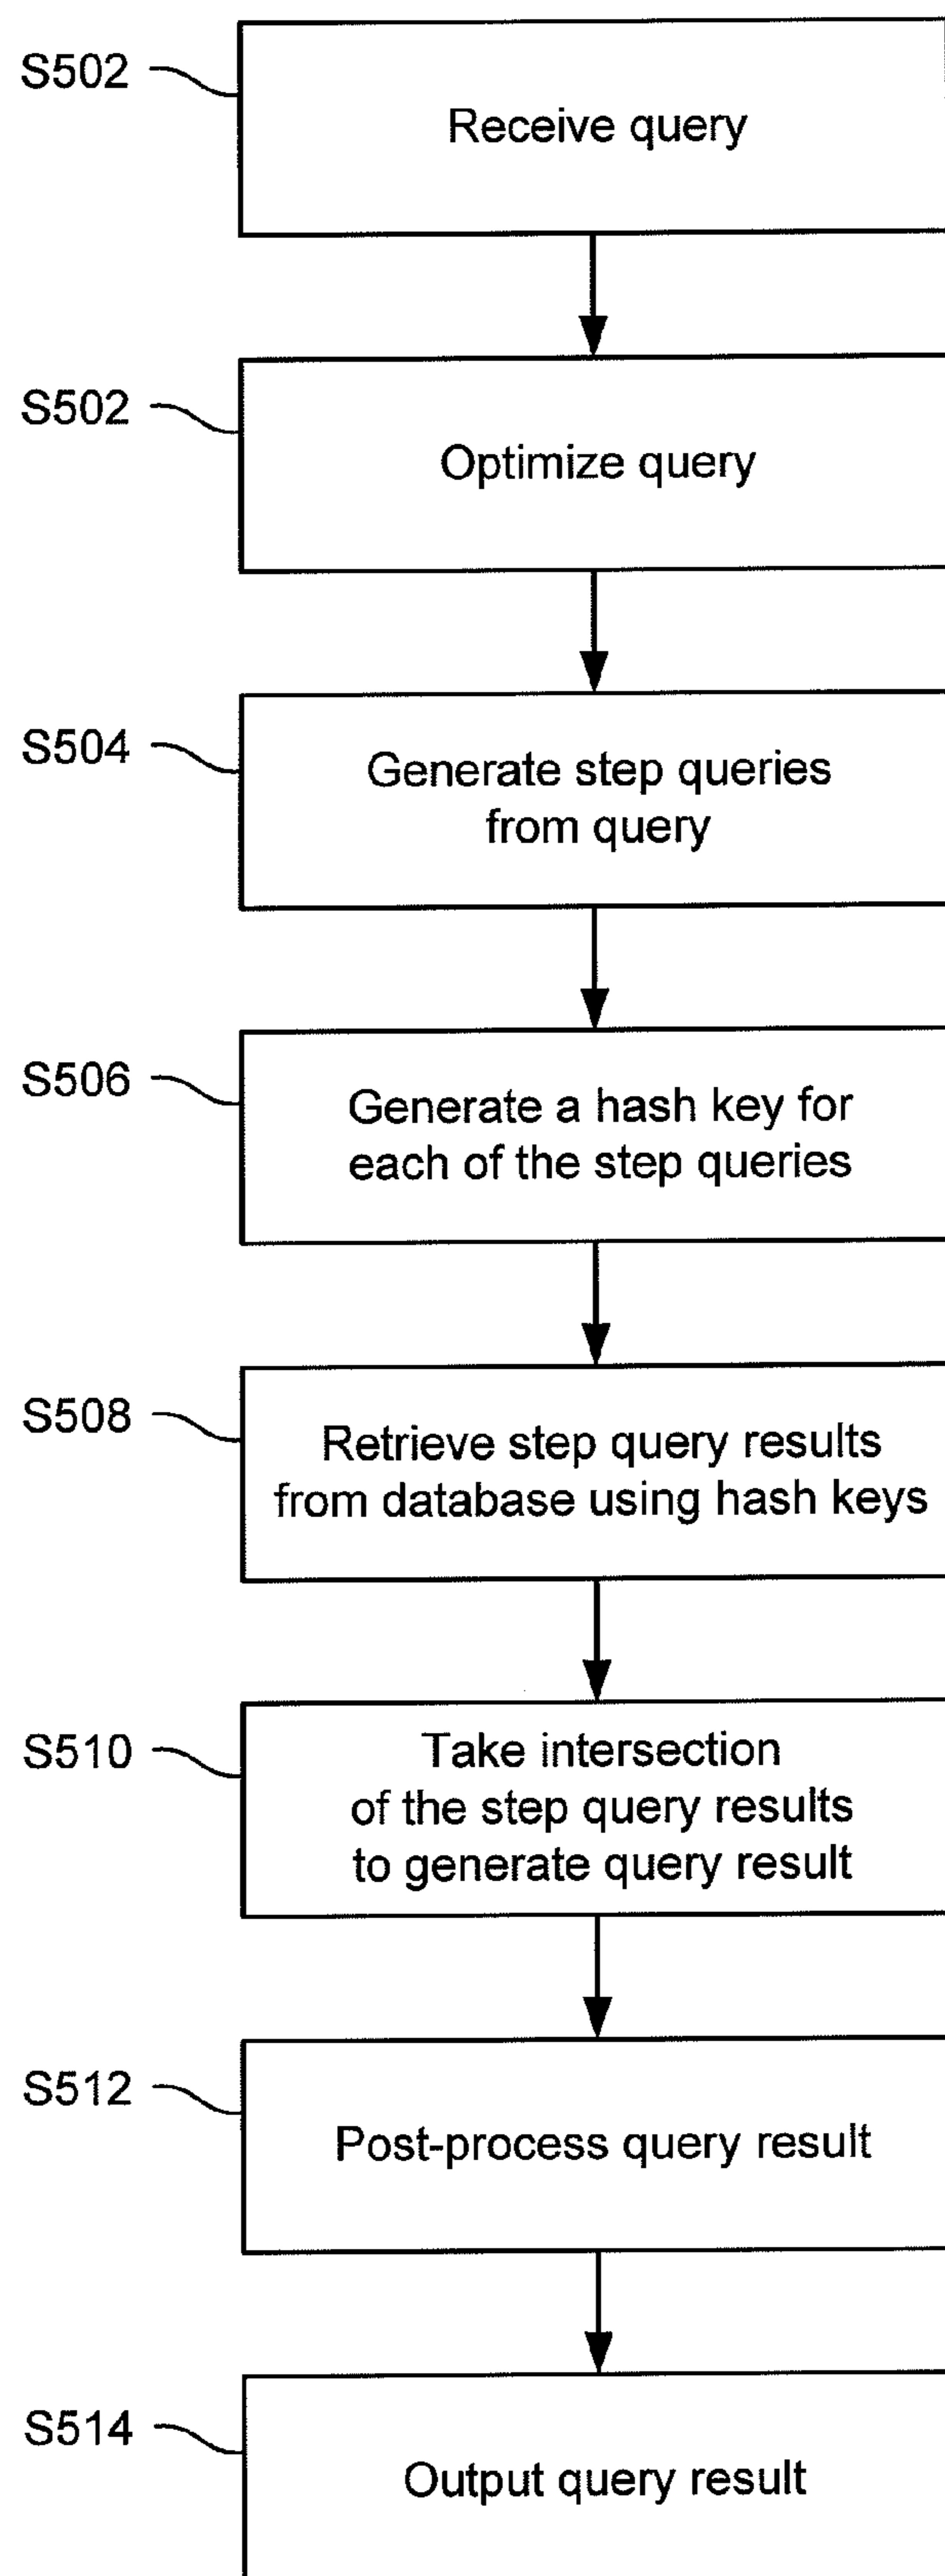 S502
Receive query
S502
Optimize query
S504
Generate step queries
from query
S506
Generate a hash key for
each of the step queries
S508
Retrieve step query results
from database using hash keys
S510
Take intersection
of the step query results
to generate query result
S512
Post-process query result
S514
Output query result